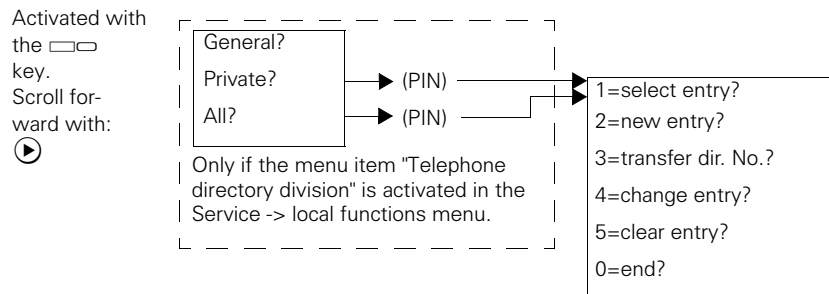 Activated with
the
key.
Scroll for-
ward with:
General?
Private?
All?
(PIN)
(PIN)
Only if the menu item "Telephone
directory division" is activated in the
Service -> local functions menu.
1=select entry?
2=new entry?
3=transfer dir. No.?
4=change entry?
5=clear entry?
0=end?